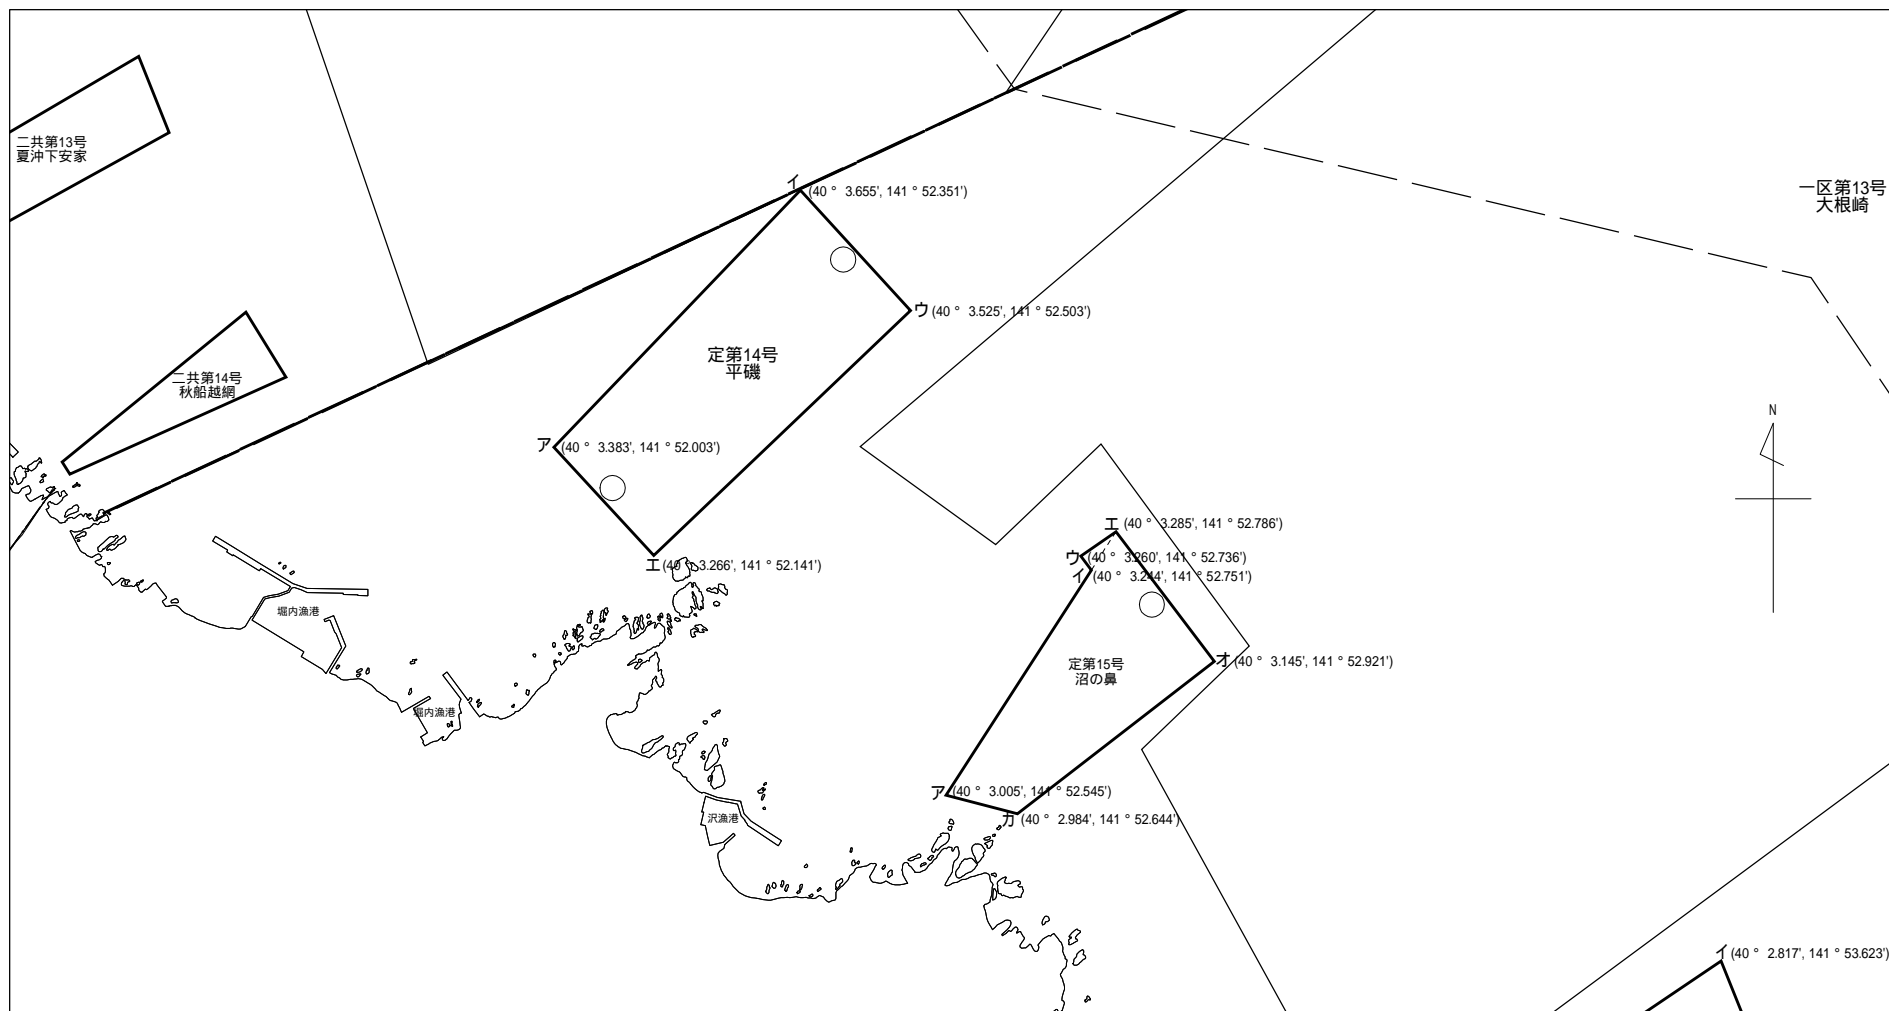 二共第13号
夏沖下安家
イ (40 ° 3.655', 141 ° 52.351')
一区第13号
大根崎
ウ (40 ° 3.525', 141 ° 52.503')
定第14号
平磯
二共第14号
秋船越網
N
ア (40 ° 3.383', 141 ° 52.003')
エ (40 ° 3.285', 141 ° 52.786')
ウ (40 ° 3.260', 141 ° 52.736')
エ (40 ° 3.266', 141 ° 52.141')
イ (40 ° 3.244', 141 ° 52.751')
堀内漁港
定第15号
沼の鼻
オ (40 ° 3.145', 141 ° 52.921')
堀内漁港
ア (40 ° 3.005', 141 ° 52.545')
沢漁港
カ (40 ° 2.984', 141 ° 52.644')
イ (40 ° 2.817', 141 ° 53.623')